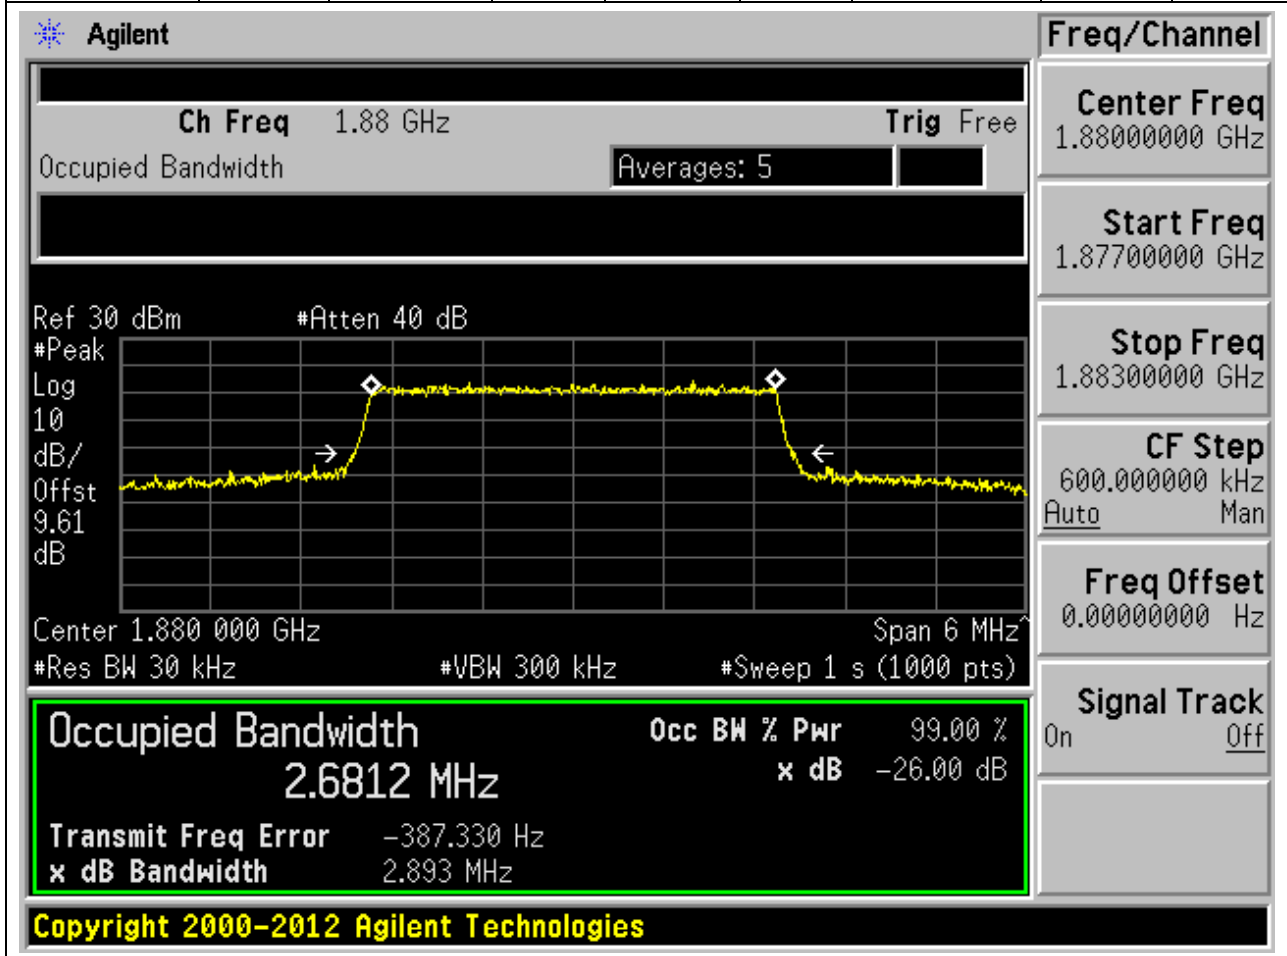 Agilent
Freq/Channel
Ch Freq 1.88 GHz Trig Free
Occupied Bandwidth Averages: 5
Center Freq
1.88000000 GHz
Start Freq
1.87700000 GHz
Stop Freq
1.88300000 GHz
CF Step
600.000000 kHz
Auto Man
Freq Offset
0.00000000 Hz
Signal Track
On Off
Ref 30 dBm #Atten 40 dB
#Peak
Log
10
dB/
Offst
9.61
dB
Center 1.880 000 GHz Span 6 MHz^
#Res BW 30 kHz #VBW 300 kHz #Sweep 1 s (1000 pts)
Occupied Bandwidth Occ BW % Pwr 99.00 %
2.6812 MHz x dB -26.00 dB
Transmit Freq Error -387.330 Hz
x dB Bandwidth 2.893 MHz
Copyright 2000-2012 Agilent Technologies